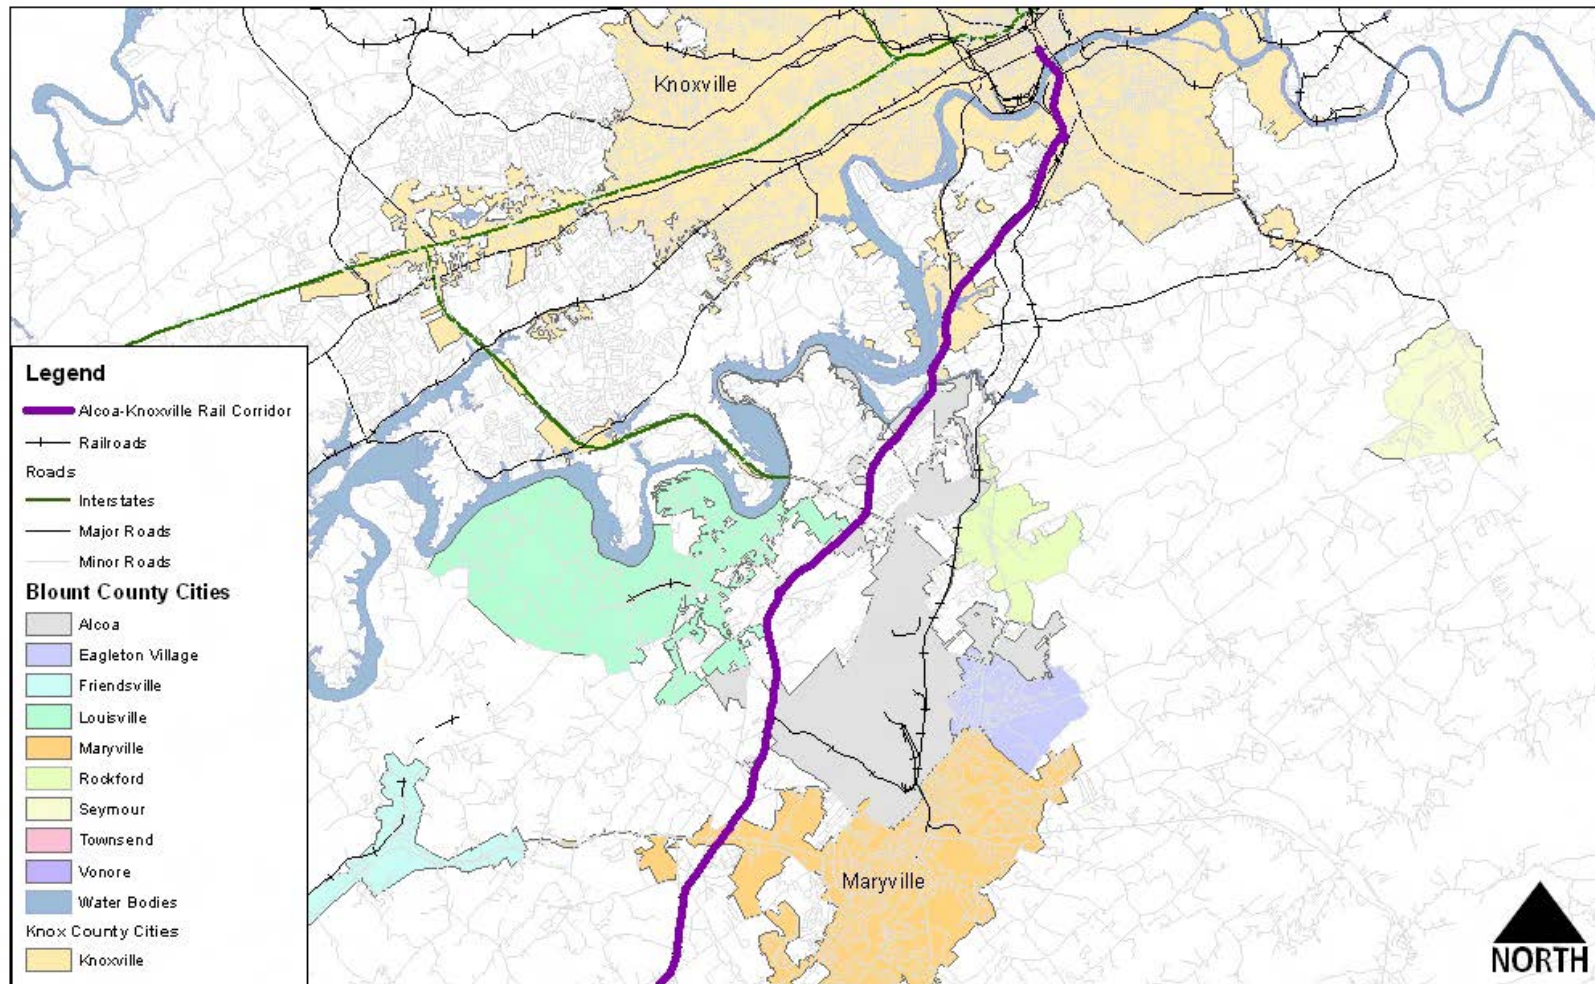 Knoxville
Legend
Alcoa-Knoxville Rail Corridor
Railroads
Roads
Interstates
Major Roads
Minor Roads
Blount County Cities
Alcoa
Eagleton Village
Friendsville
Louisville
Maryville
Rockford
Seymour
Townsend
Vonore
Water Bodies
Knox County Cities
Knoxville
Maryville
NORTH